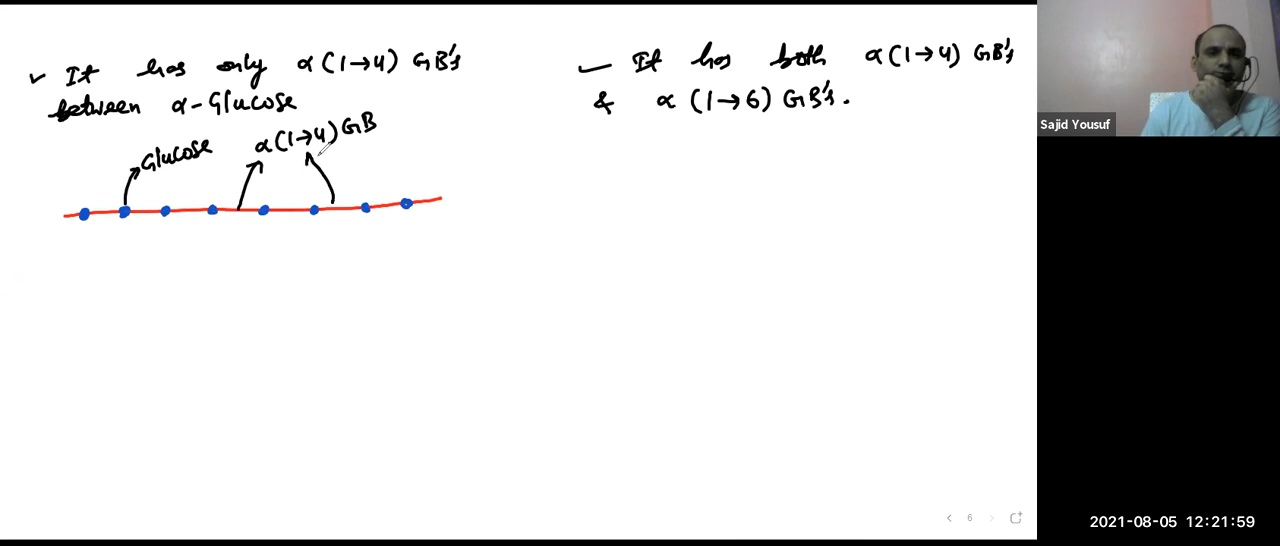 It has only α(1→4) GB's
between α-Glucose
Glucose
α(1→4)GB
It has both α(1→4) GB's
& α (1→6) GB's.
Sajid Yousuf
6
2021-08-05 12:21:59